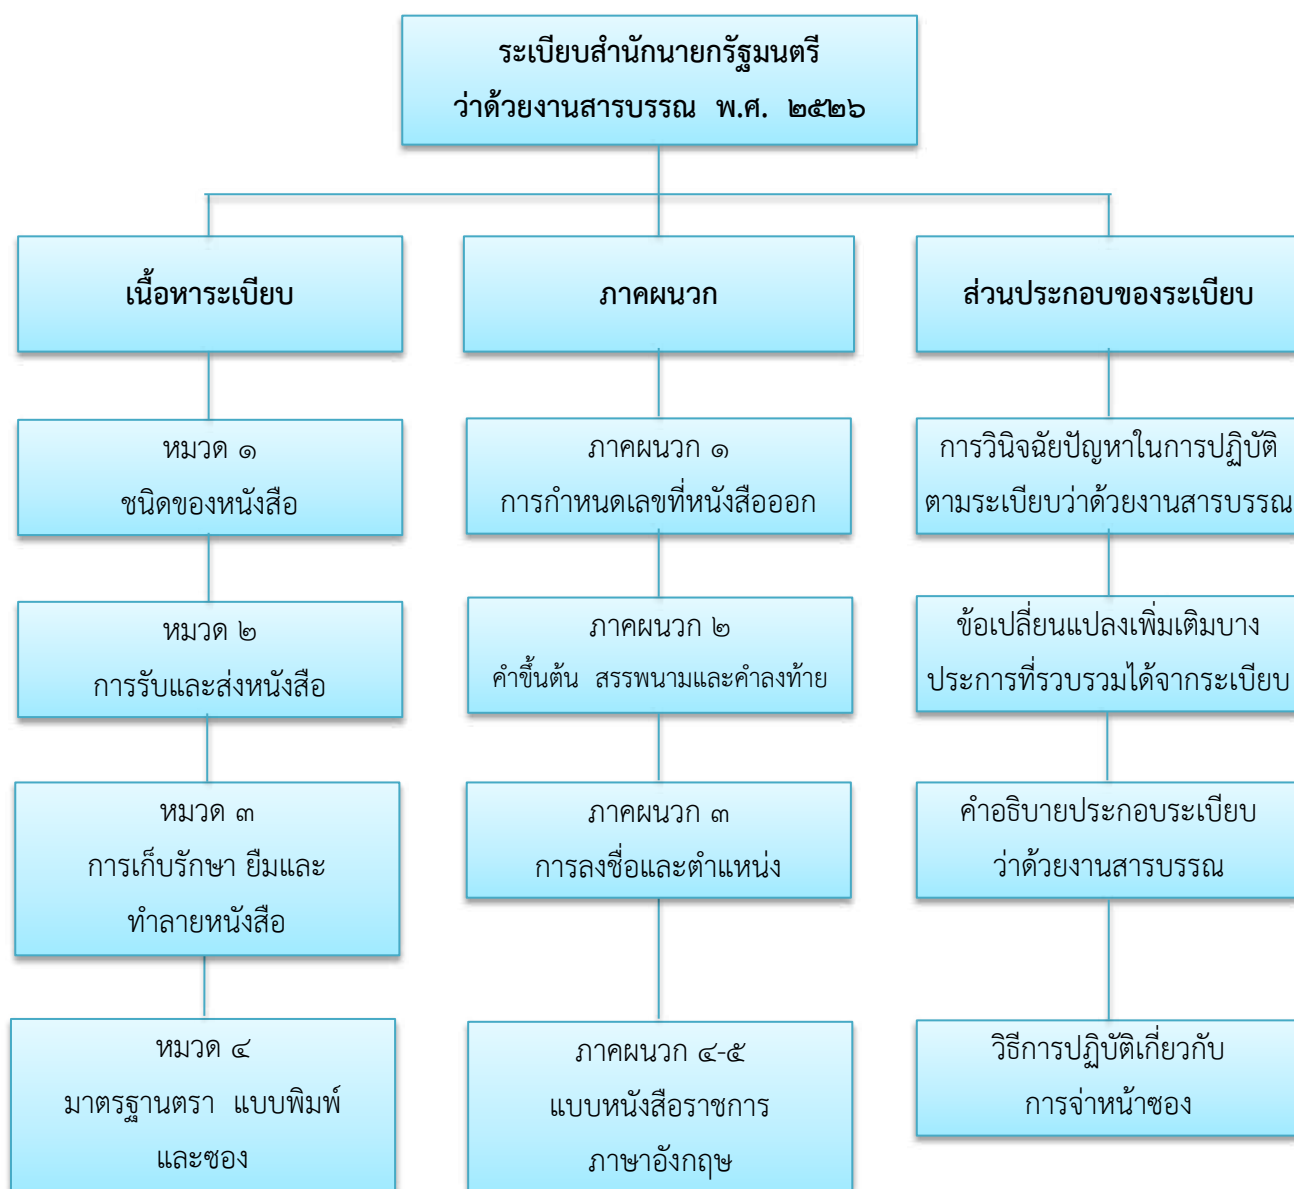 ระเบียบสำนักนายกรัฐมนตรี
ว่าด้วยงานสารบรรณ พ.ศ. ๒๕๒๖
เนื้อหาระเบียบ
หมวด ๑
ชนิดของหนังสือ
หมวด ๒
การรับและส่งหนังสือ
หมวด ๓
การเก็บรักษา ยืมและ
ทำลายหนังสือ
หมวด ๔
มาตรฐานตรา แบบพิมพ์
และซอง
ภาคผนวก
ภาคผนวก ๑
การกำหนดเลขที่หนังสือออก
ภาคผนวก ๒
คำขึ้นต้น สรรพนามและคำลงท้าย
ภาคผนวก ๓
การลงชื่อและตำแหน่ง
ภาคผนวก ๔-๕
แบบหนังสือราชการ
ภาษาอังกฤษ
ส่วนประกอบของระเบียบ
การวินิจฉัยปัญหาในการปฏิบัติ
ตามระเบียบว่าด้วยงานสารบรรณ
ข้อเปลี่ยนแปลงเพิ่มเติมบาง
ประการที่รวบรวมได้จากระเบียบ
คำอธิบายประกอบระเบียบ
ว่าด้วยงานสารบรรณ
วิธีการปฏิบัติเกี่ยวกับ
การจ่าหน้าซอง